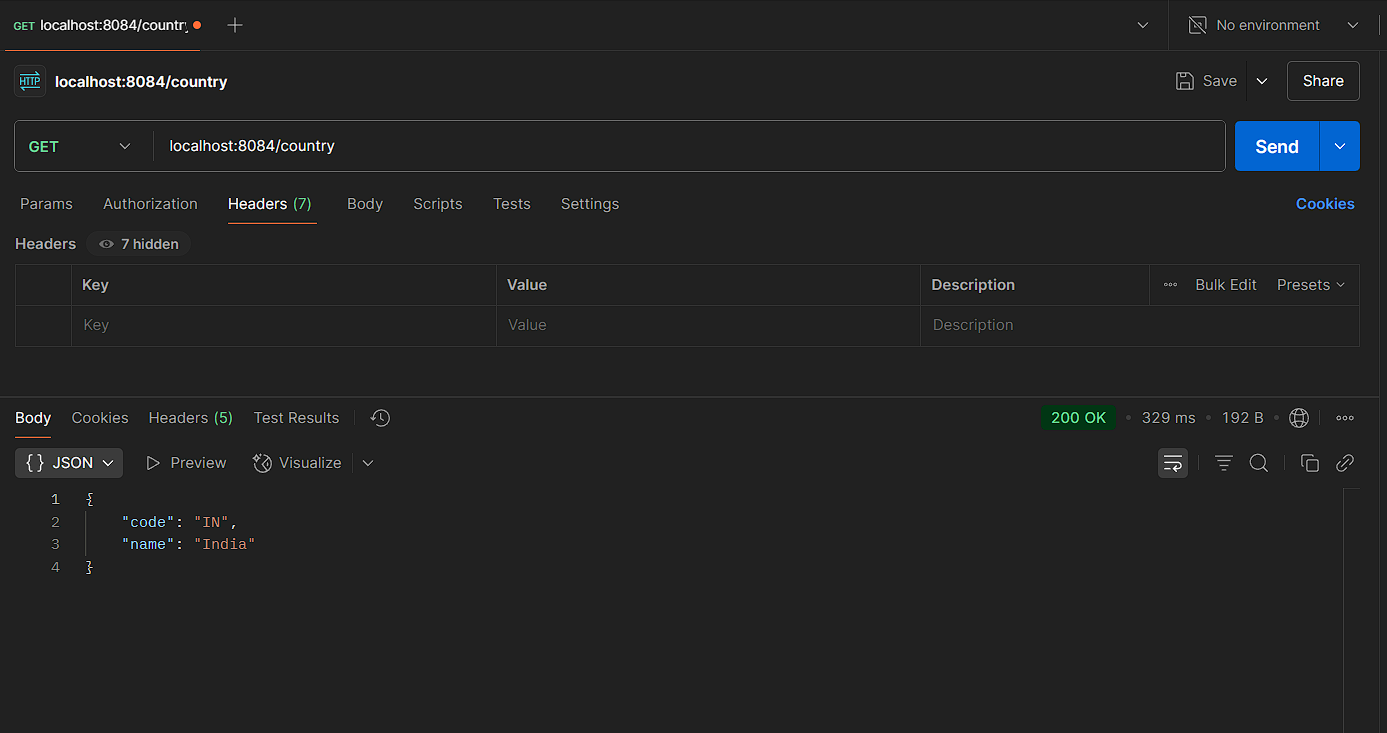 GET localhost:8084/countr
No environment
HTTP localhost:8084/country
Save
Share
GET localhost:8084/country
Send
Params Authorization Headers (7) Body Scripts Tests Settings Cookies
Headers 7 hidden
Key Value Description Bulk Edit Presets
Key Value Description
Body Cookies Headers (5) Test Results 200 OK • 329 ms • 192 B •
{} JSON Preview Visualize
1 {
2 "code": "IN",
3 "name": "India"
4 }